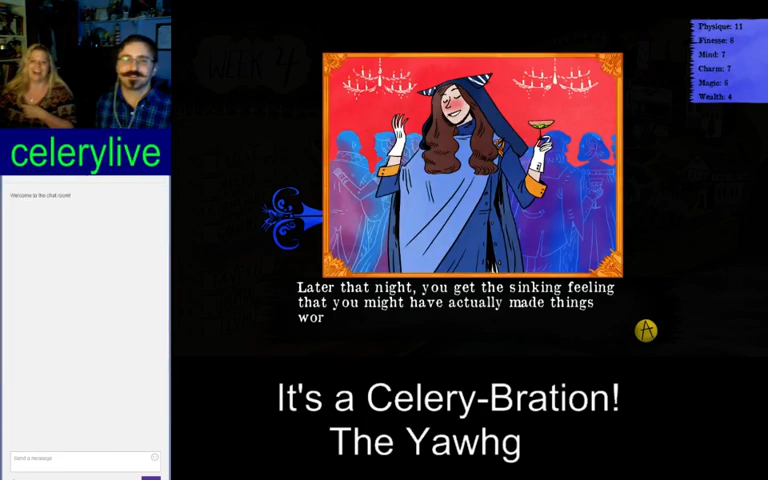 WEEK
Physique: 11
Finesse: 6
Mind: 7
Charm: 7
Magic: 6
Wealth: 4
celerylive
Welcome to the chat room!
Later that night, you get the sinking feeling
that you might have actually made things
wor
A
It's a Celery-Bration!
The Yawhg
Send a message